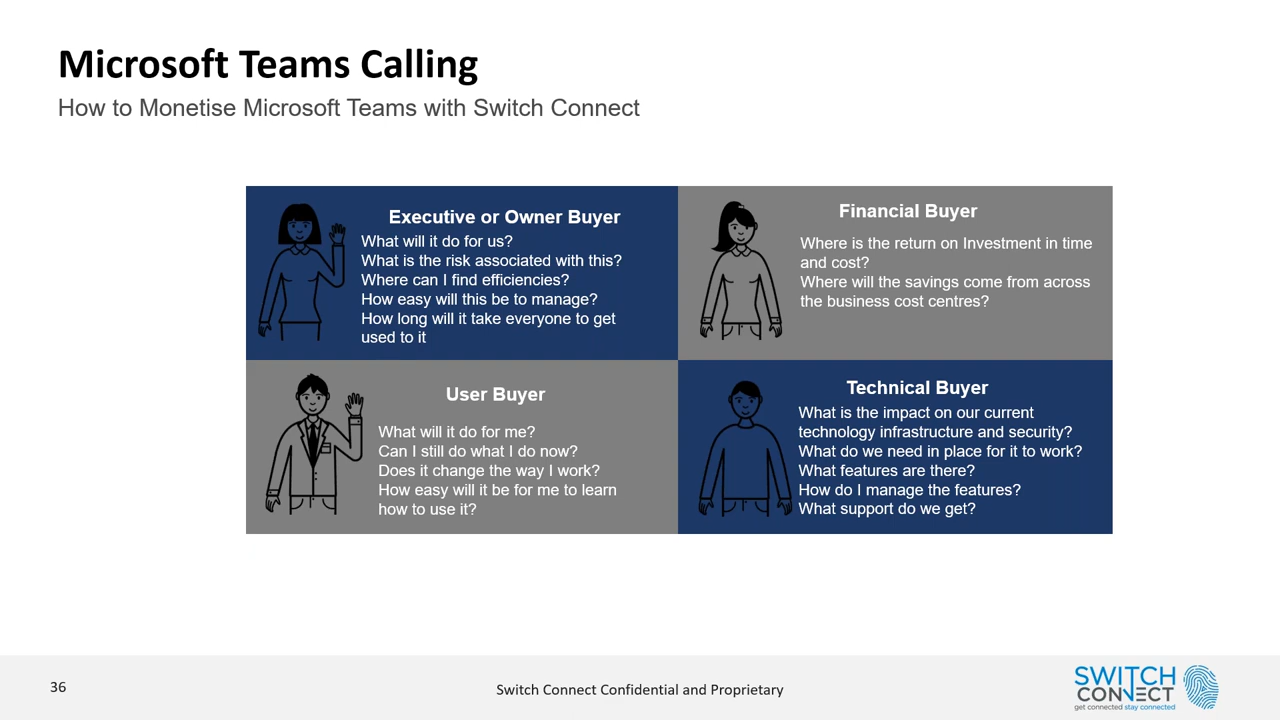 Microsoft Teams Calling
How to Monetise Microsoft Teams with Switch Connect
Executive or Owner Buyer
What will it do for us?
What is the risk associated with this?
Where can I find efficiencies?
How easy will this be to manage?
How long will it take everyone to get
used to it
Financial Buyer
Where is the return on Investment in time
and cost?
Where will the savings come from across
the business cost centres?
User Buyer
What will it do for me?
Can I still do what I do now?
Does it change the way I work?
How easy will it be for me to learn
how to use it?
Technical Buyer
What is the impact on our current
technology infrastructure and security?
What do we need in place for it to work?
What features are there?
How do I manage the features?
What support do we get?
36
Switch Connect Confidential and Proprietary
SWITCH
CONNECT
get connected stay connected